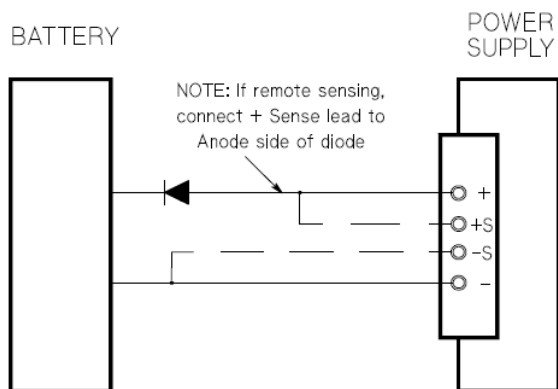 BATTERY
POWER
SUPPLY
NOTE: If remote sensing,
connect + Sense lead to
Anode side of diode
+
+S
-S
-